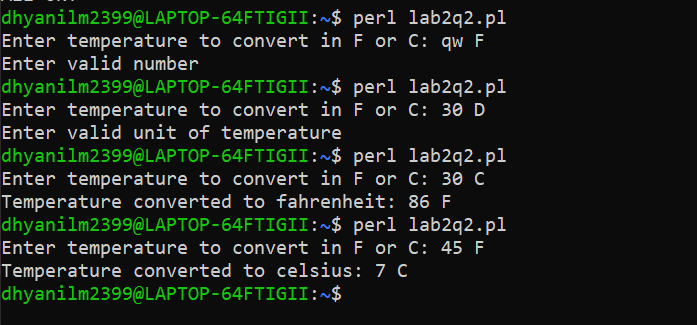 dhyanilm2399@LAPTOP-64FTIGII:~$ perl lab2q2.pl
Enter temperature to convert in F or C: qw F
Enter valid number
dhyanilm2399@LAPTOP-64FTIGII:~$ perl lab2q2.pl
Enter temperature to convert in F or C: 30 D
Enter valid unit of temperature
dhyanilm2399@LAPTOP-64FTIGII:~$ perl lab2q2.pl
Enter temperature to convert in F or C: 30 C
Temperature converted to fahrenheit: 86 F
dhyanilm2399@LAPTOP-64FTIGII:~$ perl lab2q2.pl
Enter temperature to convert in F or C: 45 F
Temperature converted to celsius: 7 C
dhyanilm2399@LAPTOP-64FTIGII:~$